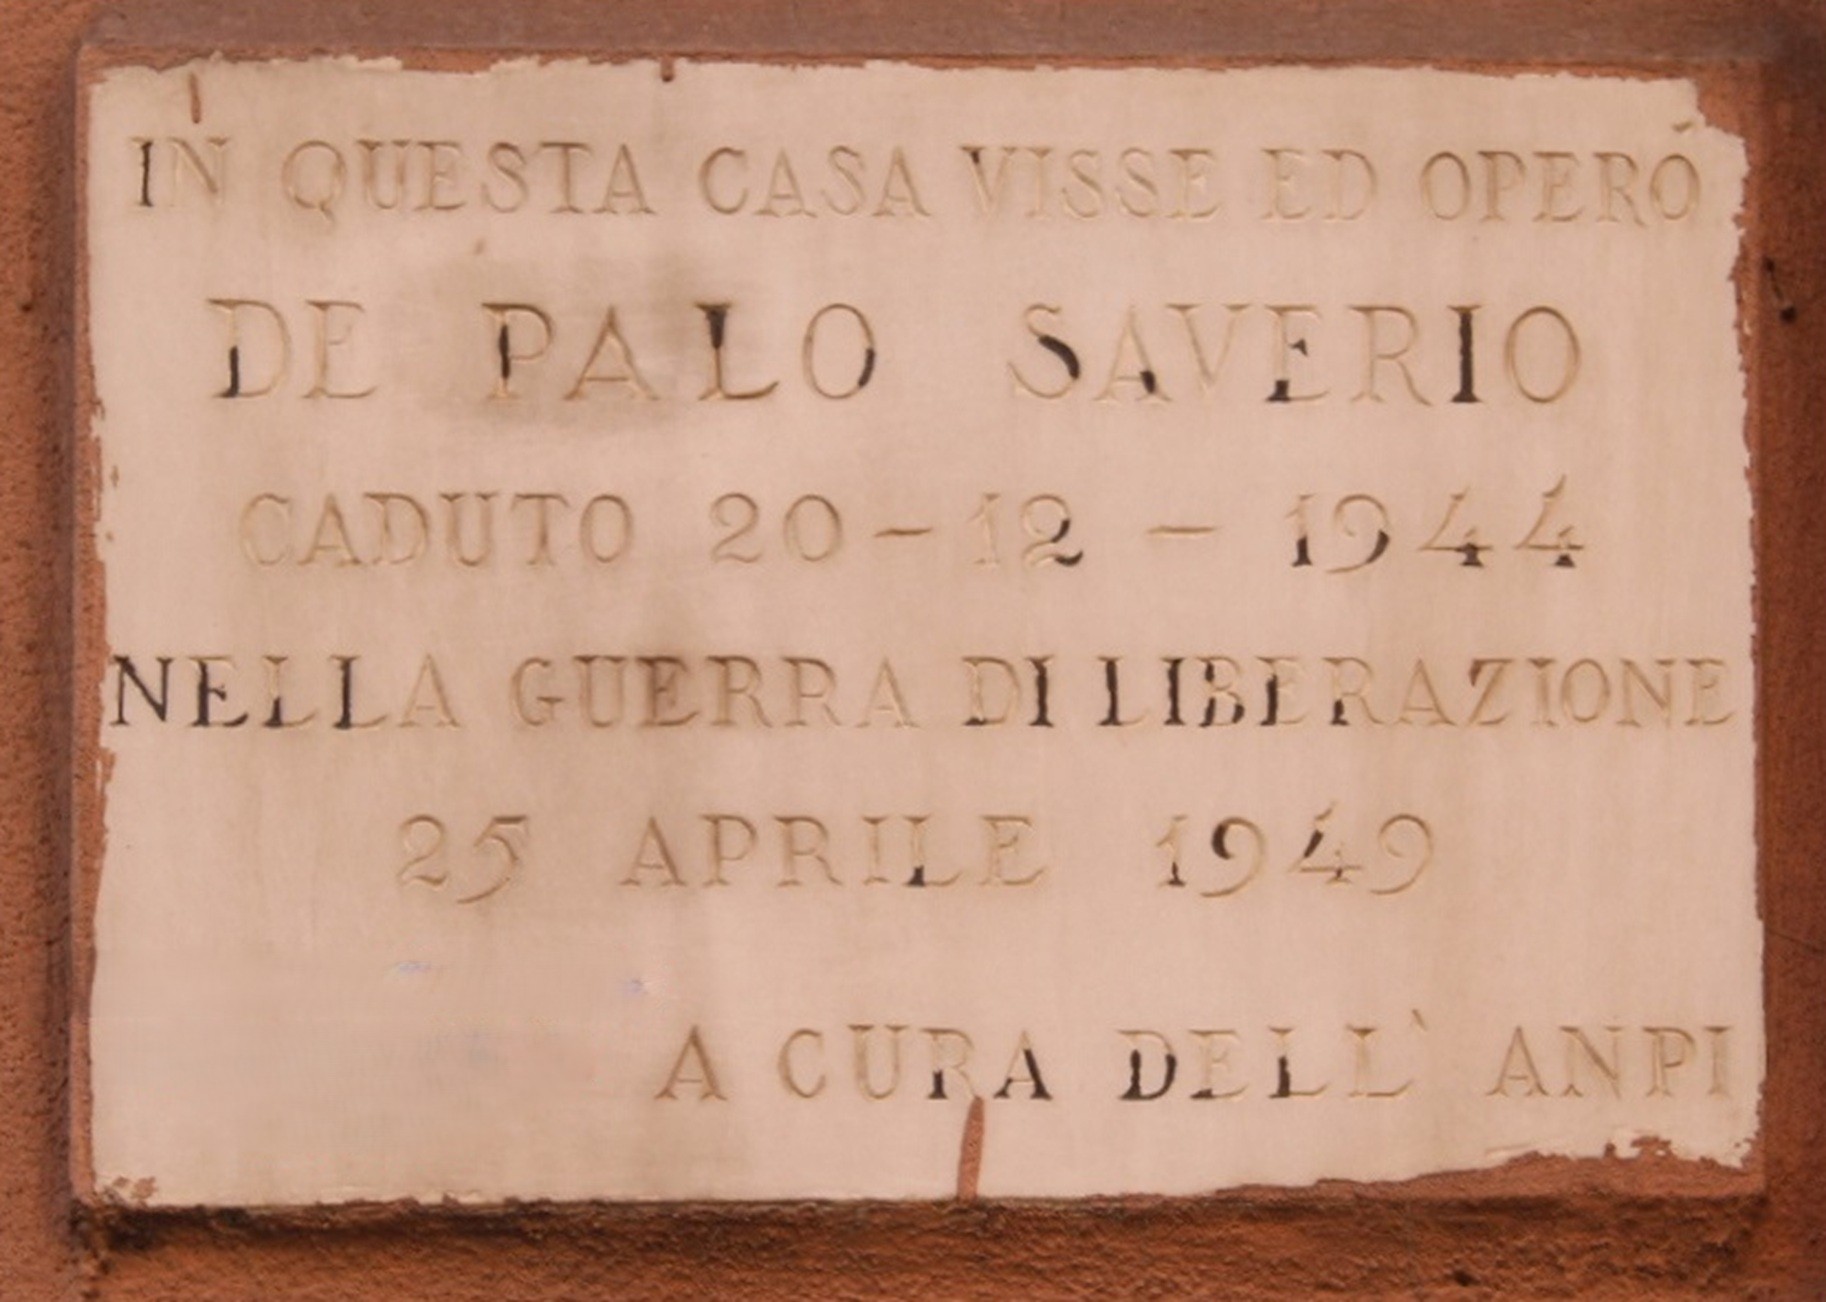 IN QUESTA CASA VISSE ED OPERÓ
DE PALO SAVERIO
CADUTO 20-12-1944
NELLA GUERRA DI LIBERAZIONE
25 APRILE 1949
A CURA DELL` ANPI